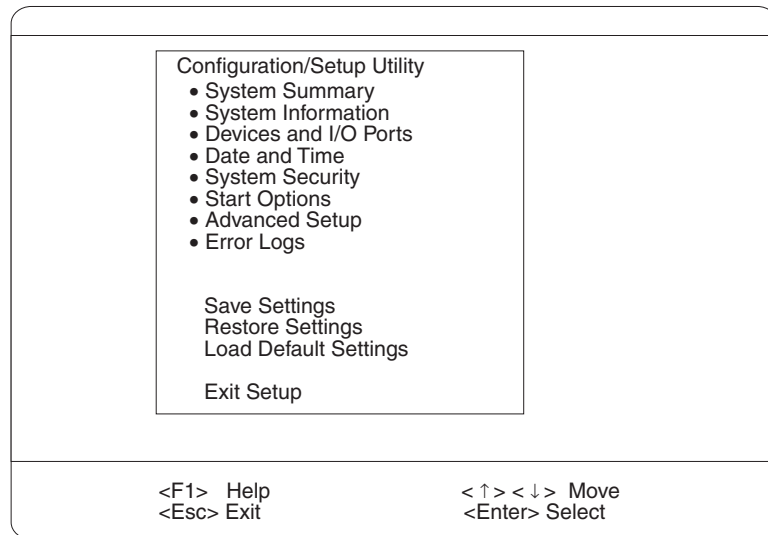 Configuration/Setup Utility
• System Summary
• System Information
• Devices and I/O Ports
• Date and Time
• System Security
• Start Options
• Advanced Setup
• Error Logs
Save Settings
Restore Settings
Load Default Settings
Exit Setup
<F1> Help < ↑ > < ↓ > Move
<Esc> Exit <Enter> Select